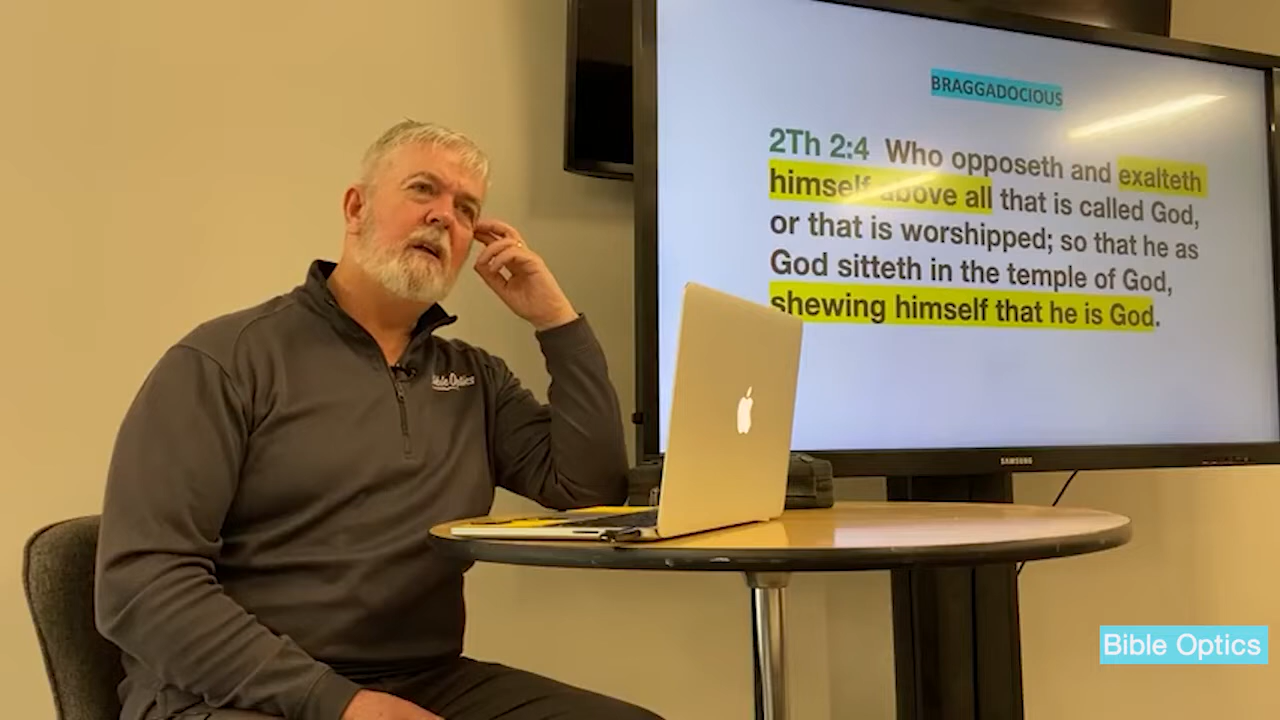 BRAGGADOCIOUS
2Th 2:4 Who opposeth and exalteth
himself above all that is called God,
or that is worshipped; so that he as
God sitteth in the temple of God,
shewing himself that he is God.
Bible Optics
SAMSUNG
Bible Optics